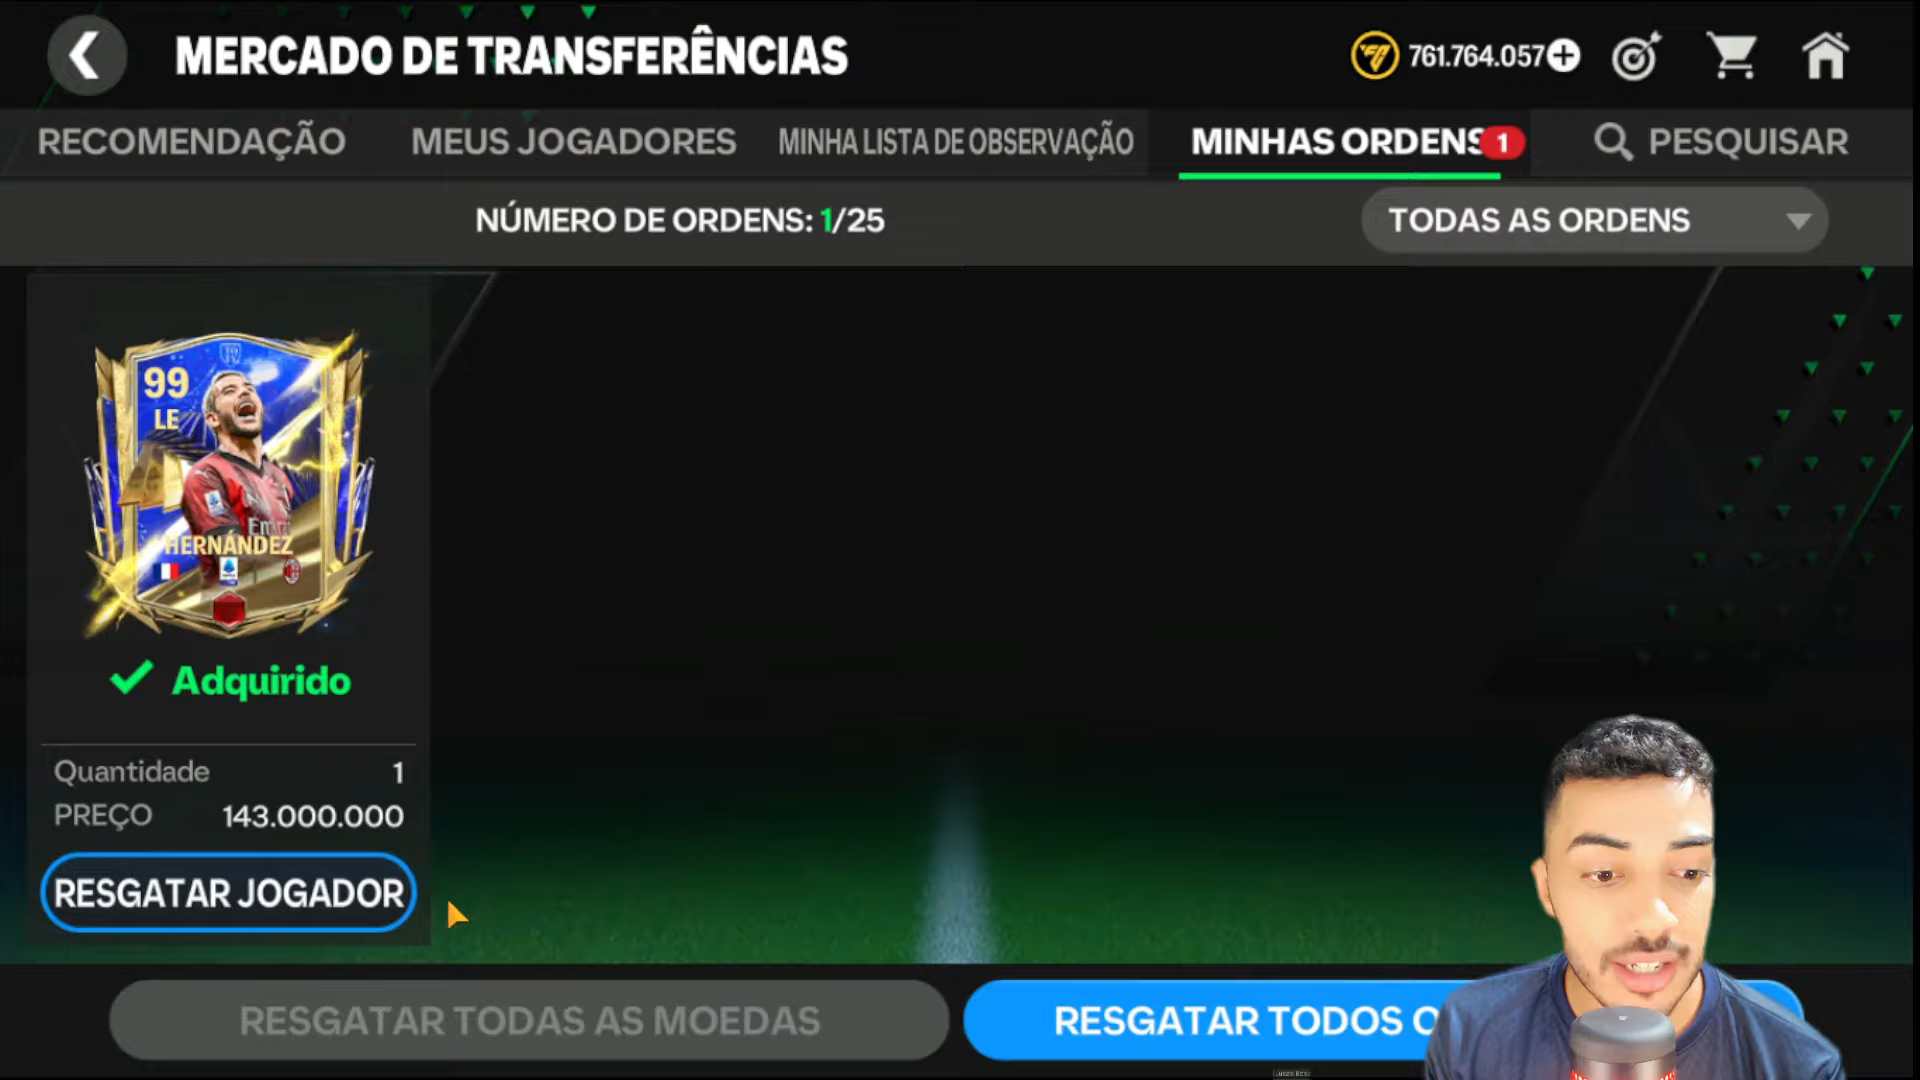 MERCADO DE TRANSFERÊNCIAS
761.764.057
RECOMENDAÇÃO
MEUS JOGADORES
MINHA LISTA DE OBSERVAÇÃO
MINHAS ORDENS
1
PESQUISAR
NÚMERO DE ORDENS: 1/25
TODAS AS ORDENS
99
LE
HERNÁNDEZ
Adquirido
Quantidade 1
PREÇO 143.000.000
RESGATAR JOGADOR
RESGATAR TODAS AS MOEDAS
RESGATAR TODOS O